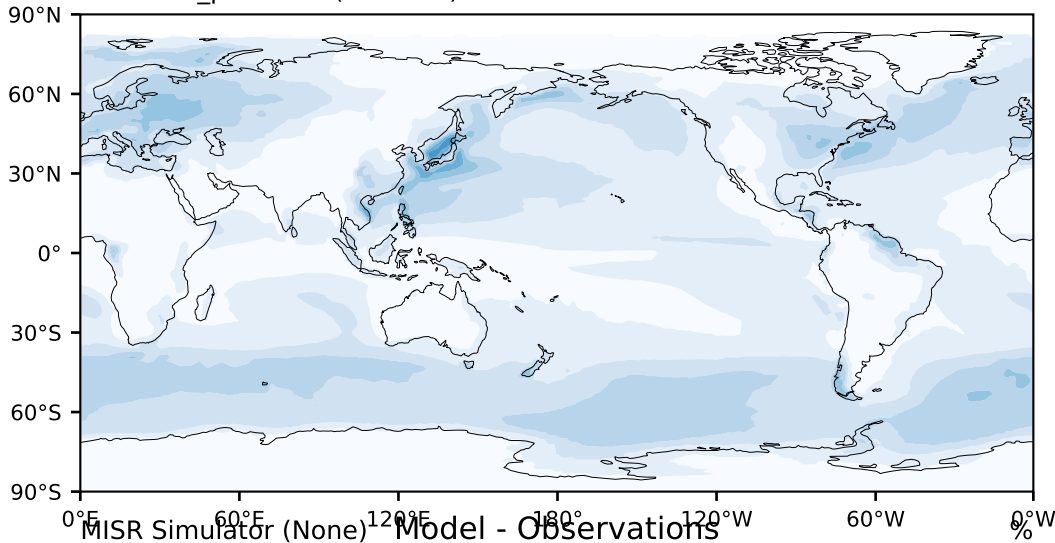 90°N
60°N
30°N
0°
30°S
60°S
90°S
0°E 60°E 120°E 180° 120°W 60°W 0°W
MISR Simulator (None) Model - Observations %